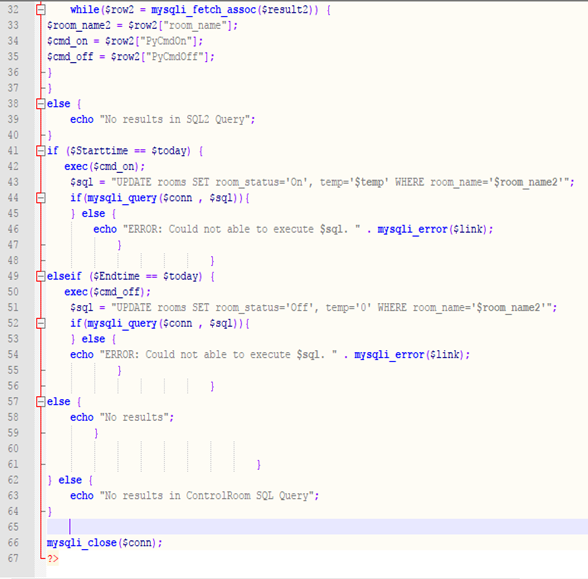 32 while($row2 = mysqli_fetch_assoc($result2)) {
33 $room_name2 = $row2["room_name"];
34 $cmd_on = $row2["PyCmdOn"];
35 $cmd_off = $row2["PyCmdOff"];
36 }
37 }
38 else {
39 echo "No results in SQL2 Query";
40 }
41 if ($Starttime == $today) {
42 exec($cmd_on);
43 $sql = "UPDATE rooms SET room_status='On', temp='$temp' WHERE room_name='$room_name2'";
44 if(mysqli_query($conn , $sql)){
45 } else {
46 echo "ERROR: Could not able to execute $sql. " . mysqli_error($link);
47 }
48 }
49 elseif ($Endtime == $today) {
50 exec($cmd_off);
51 $sql = "UPDATE rooms SET room_status='Off', temp='0' WHERE room_name='$room_name2'";
52 if(mysqli_query($conn , $sql)){
53 } else {
54 echo "ERROR: Could not able to execute $sql. " . mysqli_error($link);
55 }
56 }
57 else {
58 echo "No results";
59 }
60
61 }
62 } else {
63 echo "No results in ControlRoom SQL Query";
64 }
65
66 mysqli_close($conn);
67 ?>